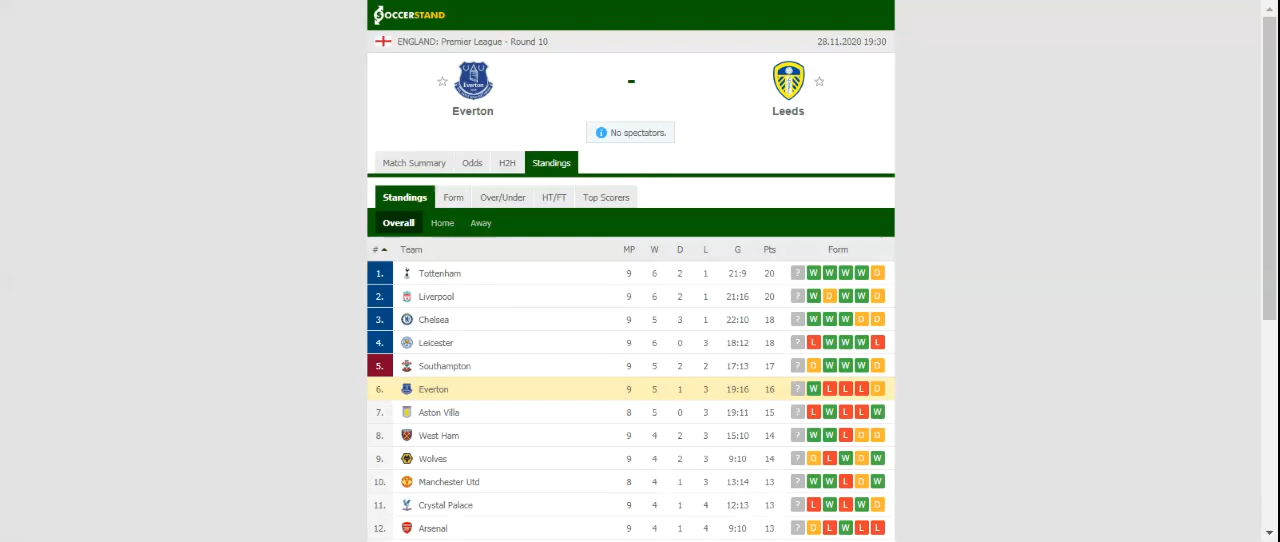 SOCCERSTAND
ENGLAND: Premier League - Round 10 28.11.2020 19:30
Everton - Leeds
No spectators.
Match Summary Odds H2H Standings
Standings Form Over/Under HT/FT Top Scorers
Overall Home Away
# Team MP W D L G Pts Form
1. Tottenham 9 6 2 1 21:9 20 ? W W W W D
2. Liverpool 9 6 2 1 21:16 20 ? W D W W D
3. Chelsea 9 5 3 1 22:10 18 ? W W W D D
4. Leicester 9 6 0 3 18:12 18 ? L W W W L
5. Southampton 9 5 2 2 17:13 17 ? D W W W D
6. Everton 9 5 1 3 19:16 16 ? W L L L D
7. Aston Villa 8 5 0 3 19:11 15 ? L W L L W
8. West Ham 9 4 2 3 15:10 14 ? W W L D D
9. Wolves 9 4 2 3 9:10 14 ? D L W D W
10. Manchester Utd 8 4 1 3 13:14 13 ? W W L D W
11. Crystal Palace 9 4 1 4 12:13 13 ? L W L W D
12. Arsenal 9 4 1 4 9:10 13 ? D L W L L